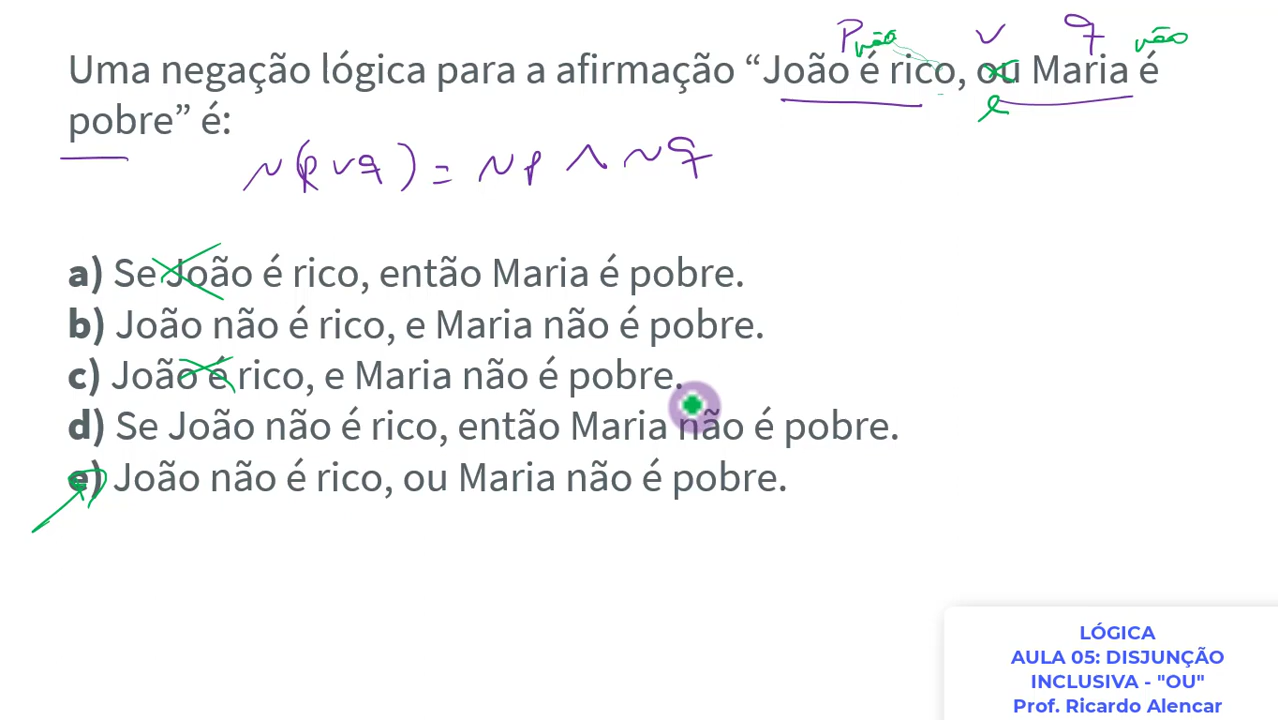 P não v q não
Uma negação lógica para a afirmação “João é rico, ou Maria é
e
pobre” é:
~(p v q) = ~p ∧ ~q
a) Se João é rico, então Maria é pobre.
b) João não é rico, e Maria não é pobre.
c) João é rico, e Maria não é pobre.
d) Se João não é rico, então Maria não é pobre.
e) João não é rico, ou Maria não é pobre.
LÓGICA
AULA 05: DISJUNÇÃO
INCLUSIVA - "OU"
Prof. Ricardo Alencar